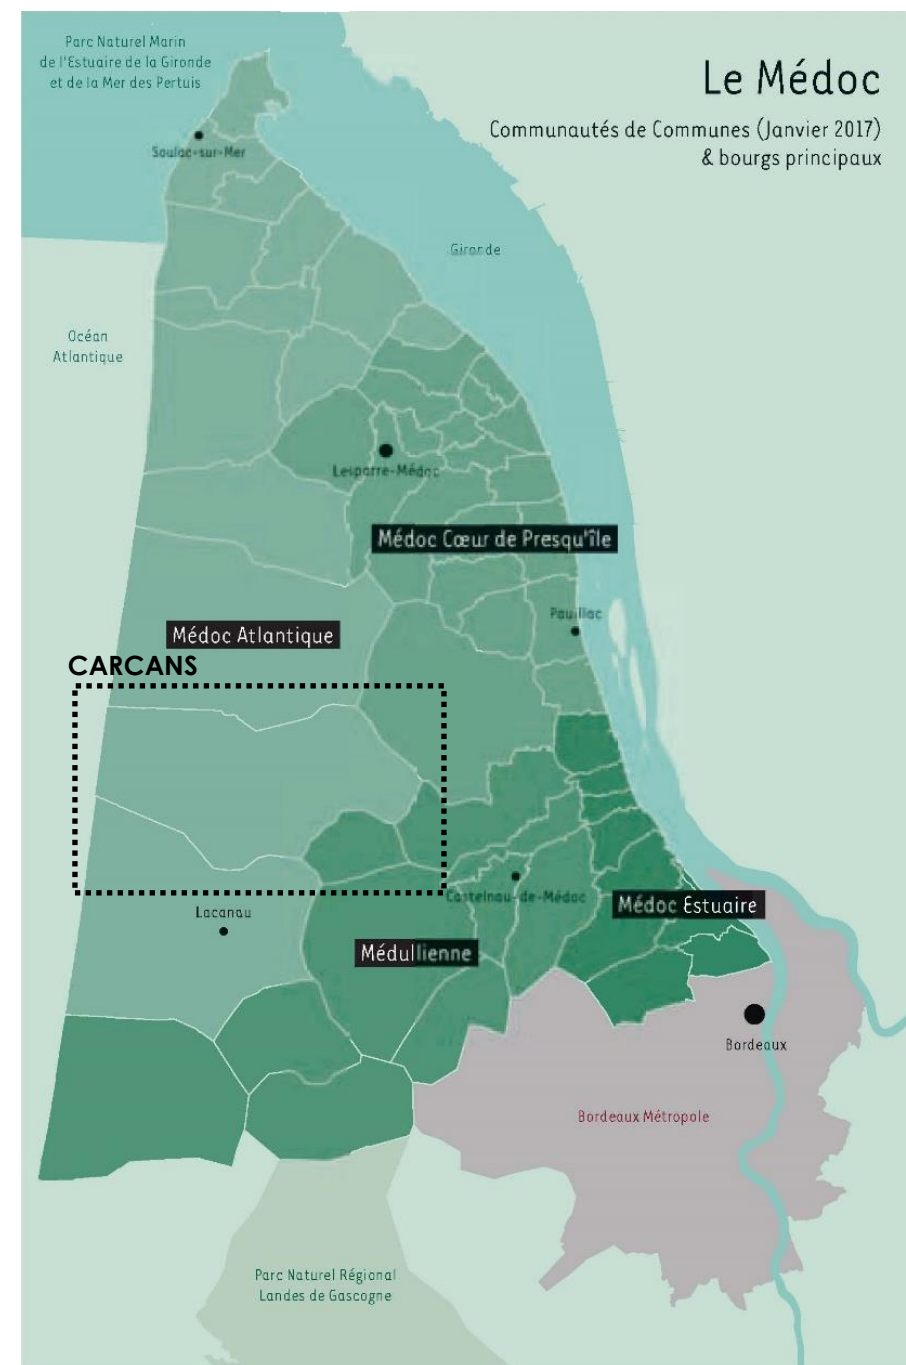 Parc Naturel Marin
de l'Estuaire de la Gironde
et de la Mer des Pertuis
Le Médoc
Communautés de Communes (Janvier 2017)
& bourgs principaux
Soulac-sur-Mer
Gironde
Océan
Atlantique
Lesparre-Médoc
Médoc Cœur de Presqu'île
Pauillac
Médoc Atlantique
CARCANS
Castelnau-de-Médoc
Médoc Estuaire
Lacanau
Médullienne
Bordeaux
Bordeaux Métropole
Parc Naturel Régional
Landes de Gascogne